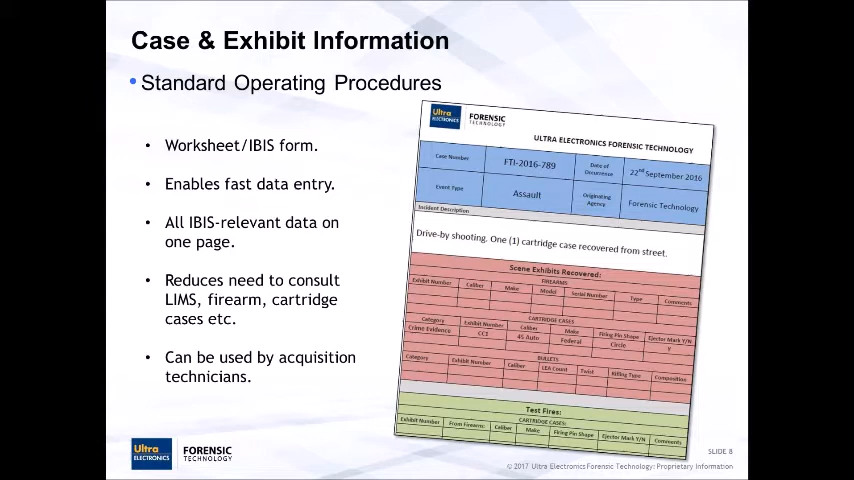 Case & Exhibit Information
• Standard Operating Procedures
• Worksheet/IBIS form.
• Enables fast data entry.
• All IBIS-relevant data on
one page.
• Reduces need to consult
LIMS, firearm, cartridge
cases etc.
• Can be used by acquisition
technicians.
Ultra
ELECTRONICS
FORENSIC
TECHNOLOGY
ULTRA ELECTRONICS FORENSIC TECHNOLOGY
Case Number FTI-2016-789 Date of Occurrence 22nd September 2016
Event Type Assault Originating Agency Forensic Technology
Incident Description
Drive-by shooting. One (1) cartridge case recovered from street.
Scene Exhibits Recovered:
FIREARMS
Exhibit Number Caliber Make Model Serial Number Type Comments
CARTRIDGE CASES
Category Exhibit Number Caliber Make Firing Pin Shape Ejector Mark Y/N
Crime Evidence CC1 45 Auto Federal Circle Y
BULLETS
Category Exhibit Number Caliber LEA Count Twist Rifling Type Composition
Test Fires:
CARTRIDGE CASES:
Exhibit Number From Firearm: Caliber Make Firing Pin Shape Ejector Mark Y/N Comments
Ultra
ELECTRONICS
FORENSIC
TECHNOLOGY
SLIDE 8
© 2017 Ultra Electronics Forensic Technology: Proprietary Information